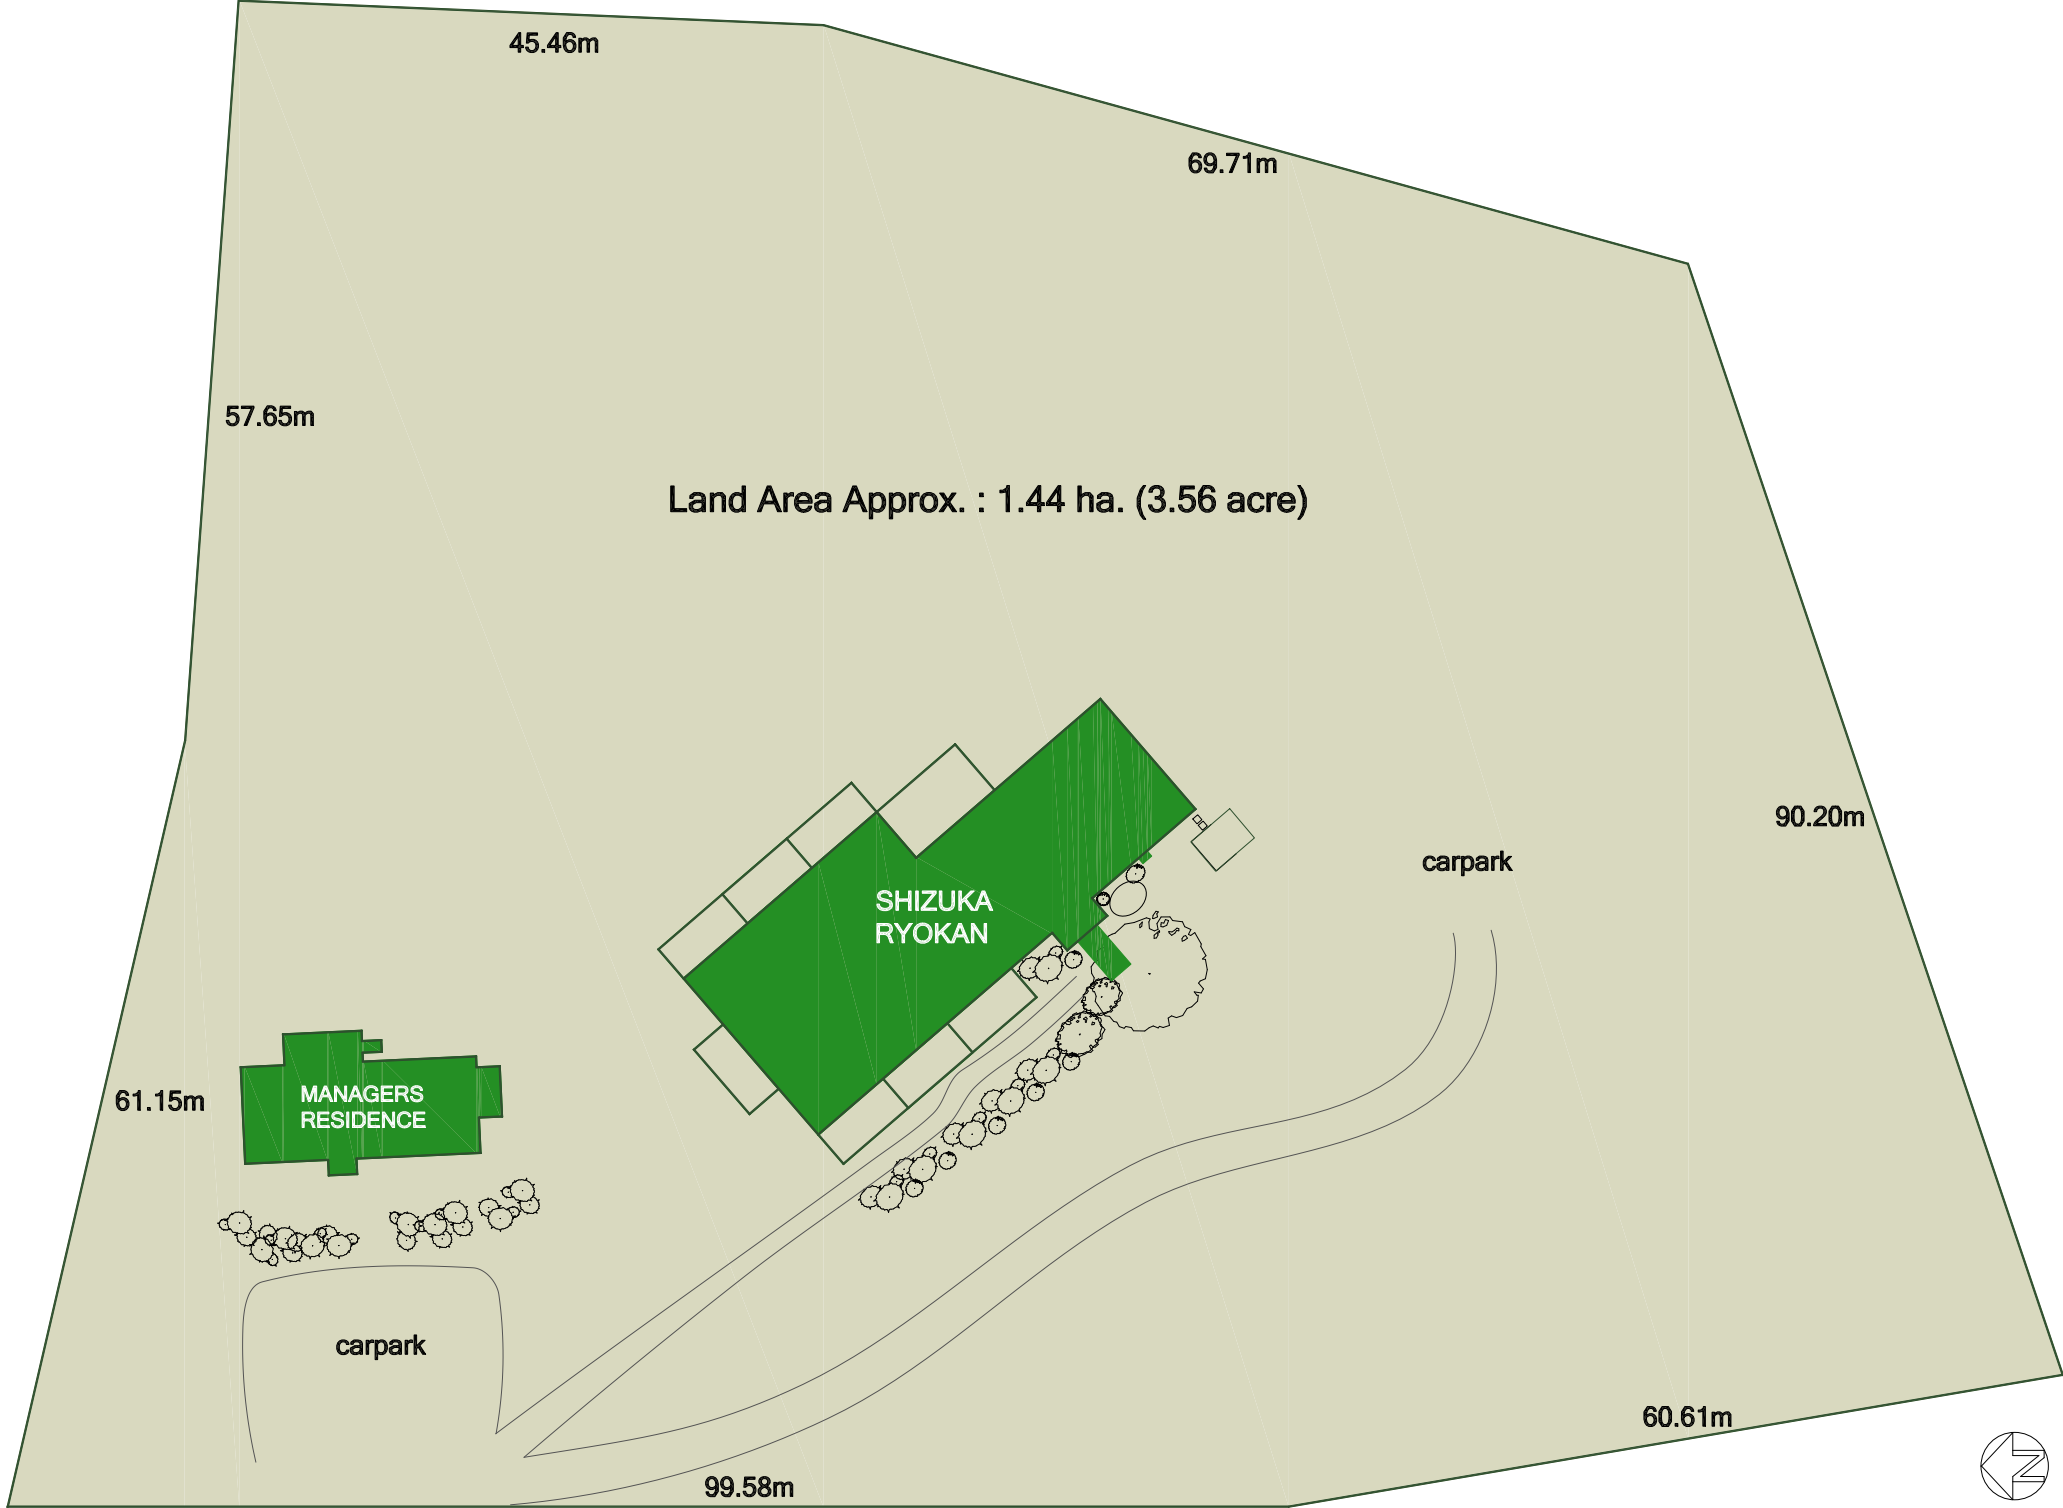 45.46m
69.71m
57.65m
Land Area Approx. : 1.44 ha. (3.56 acre)
90.20m
carpark
SHIZUKA
RYOKAN
61.15m
MANAGERS
RESIDENCE
carpark
60.61m
99.58m
N